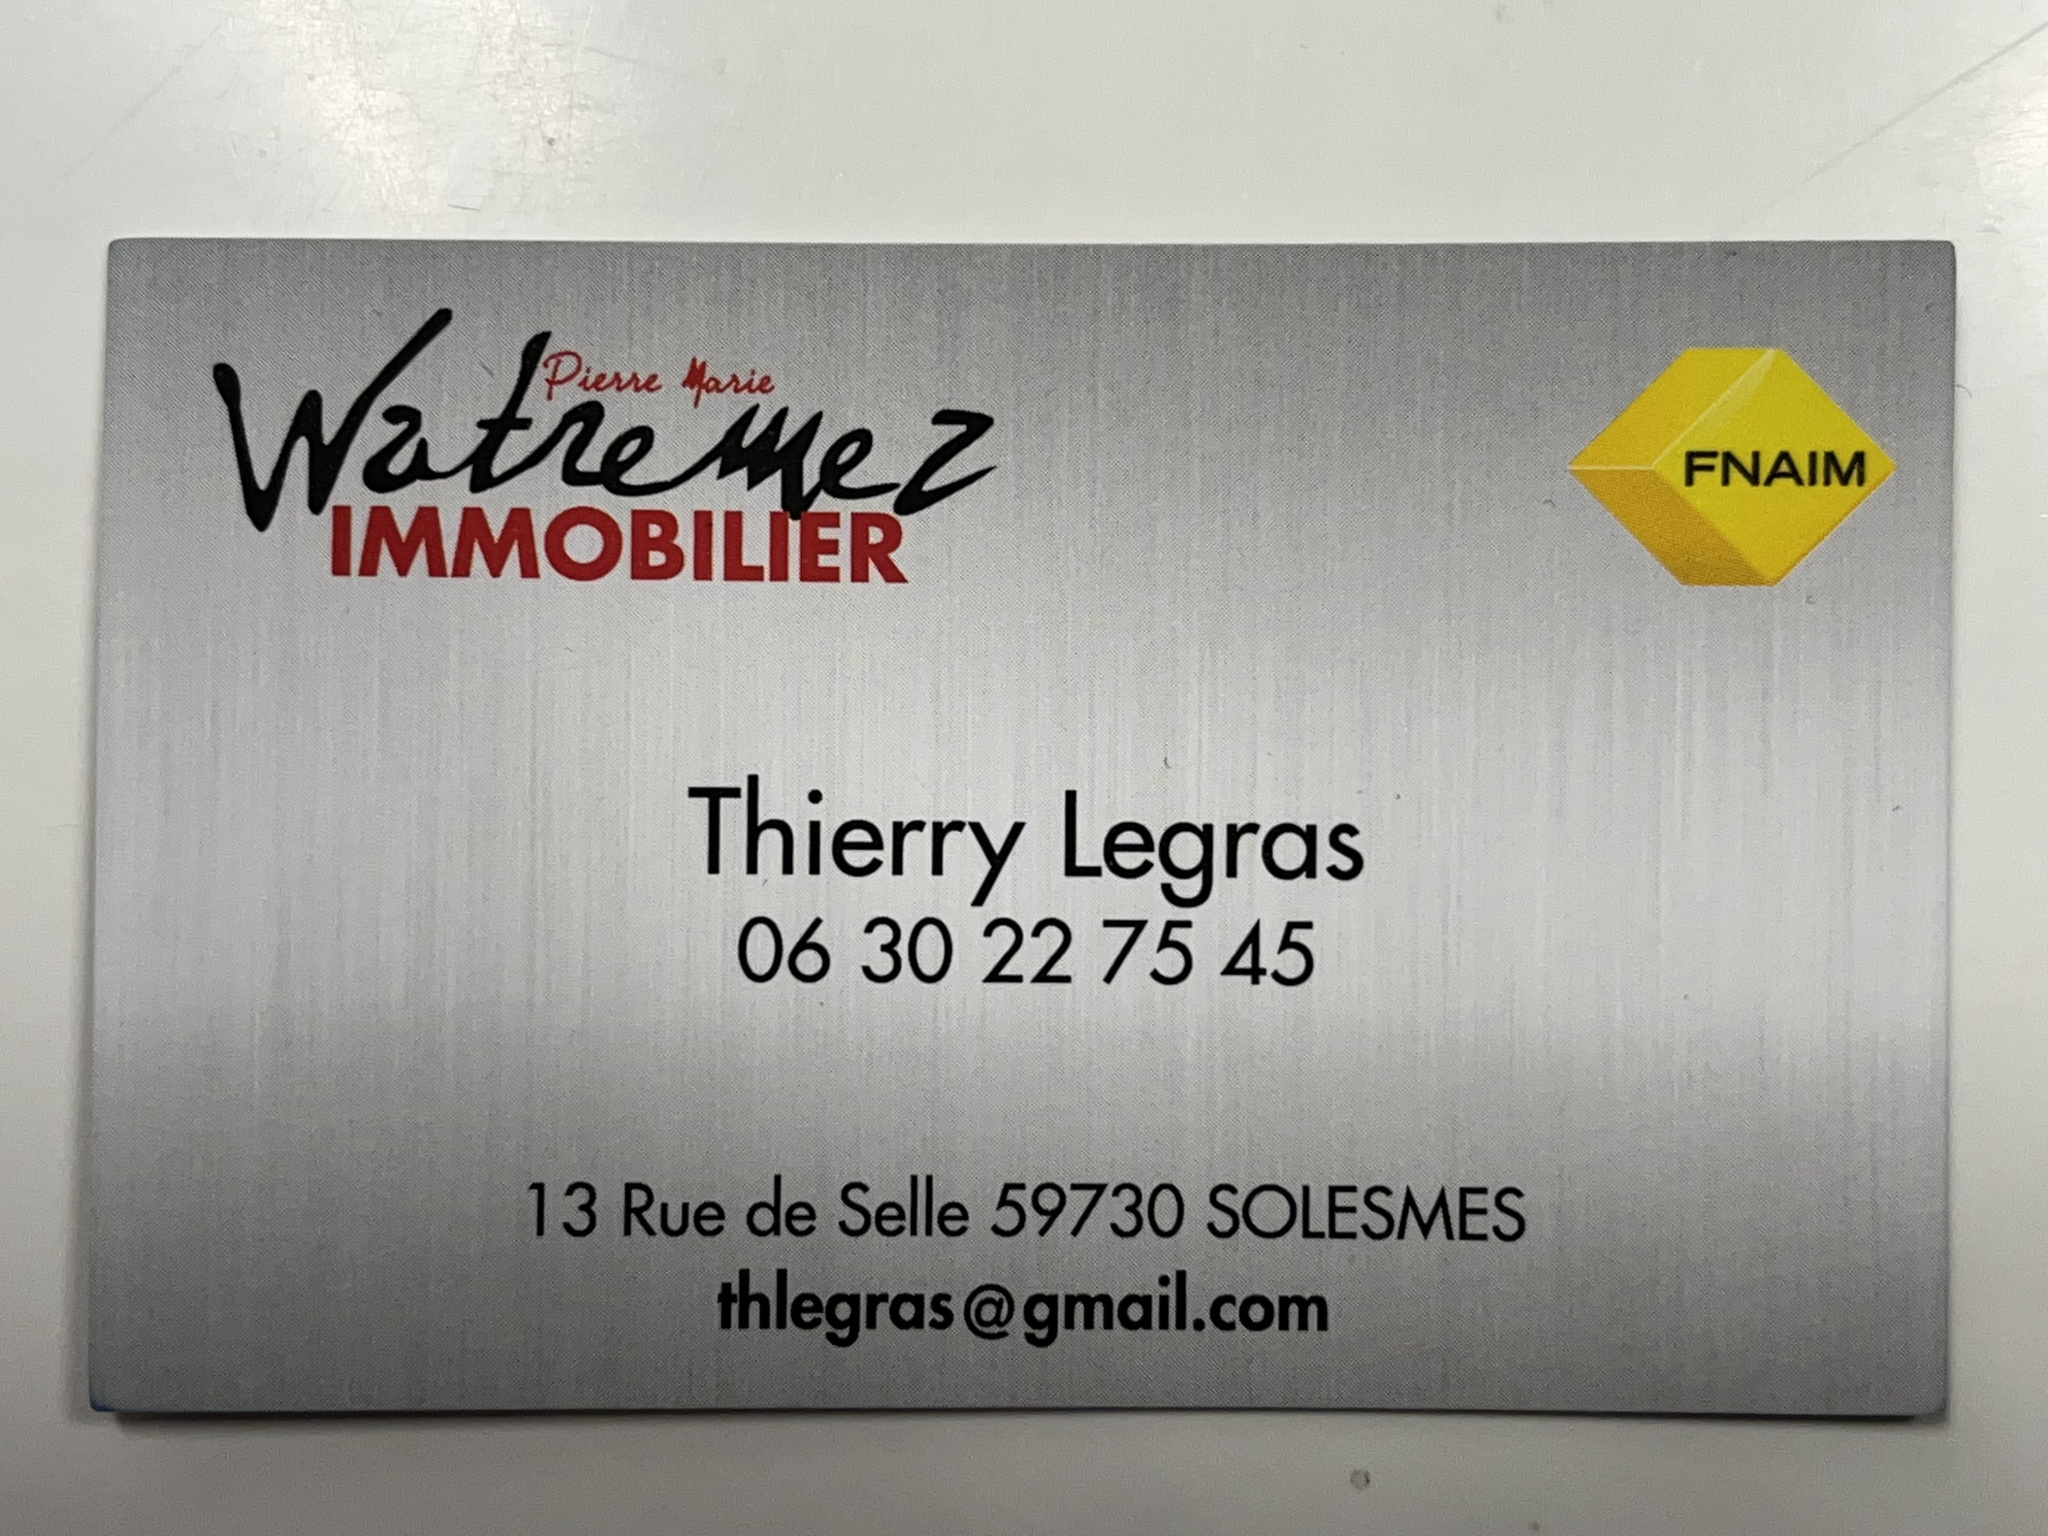 Pierre Marie
Watremez
IMMOBILIER
FNAIM
Thierry Legras
06 30 22 75 45
13 Rue de Selle 59730 SOLESMES
thlegras@gmail.com